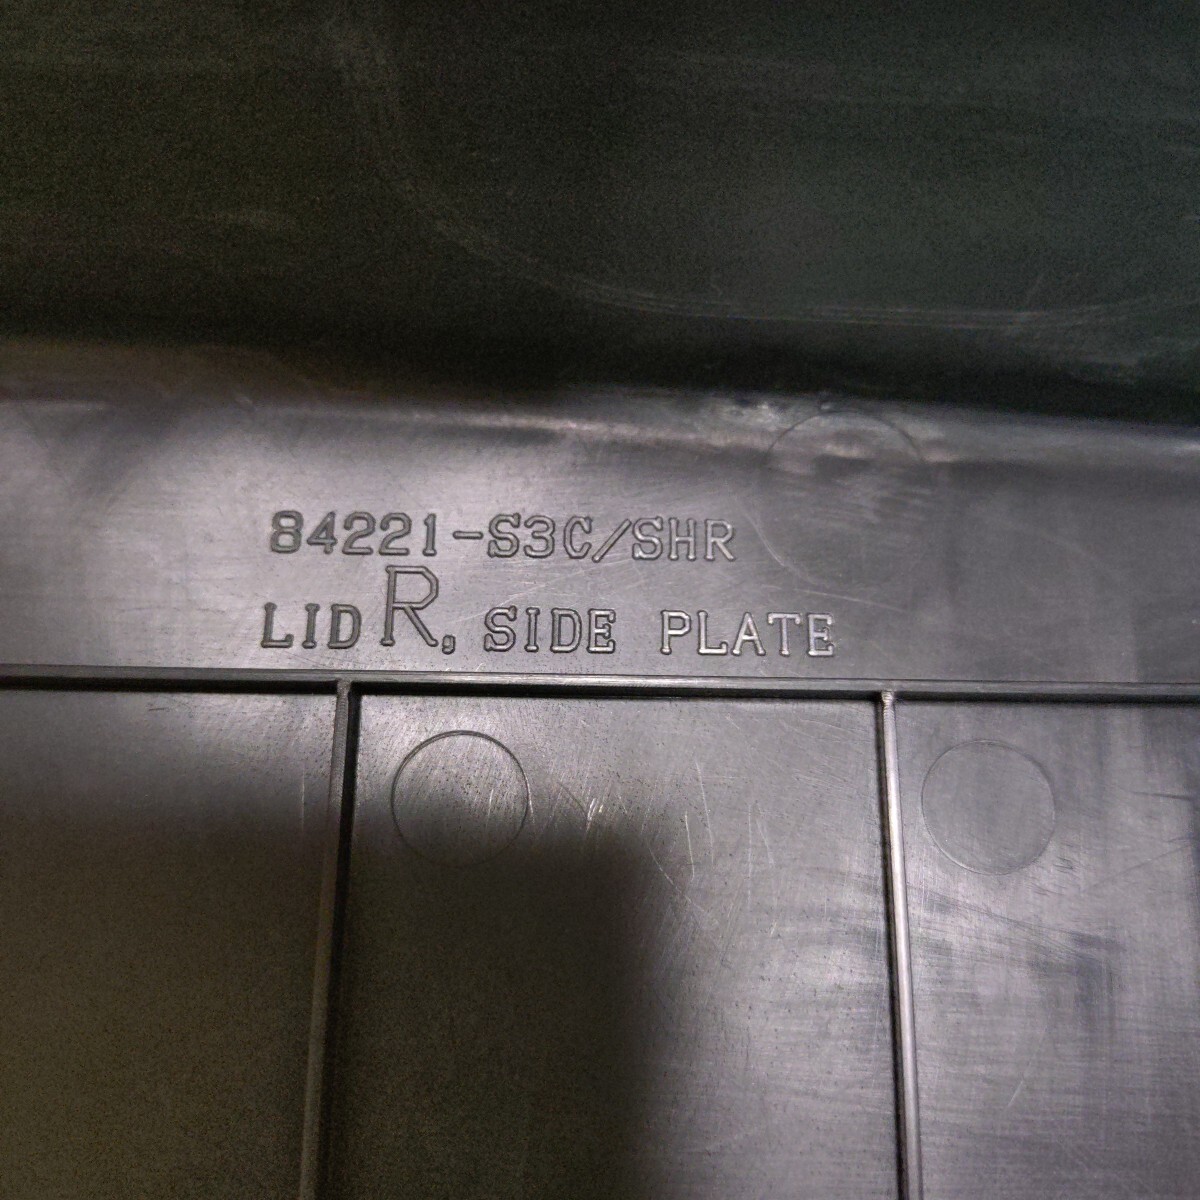 84221-S3C/SHR
LID R, SIDE PLATE